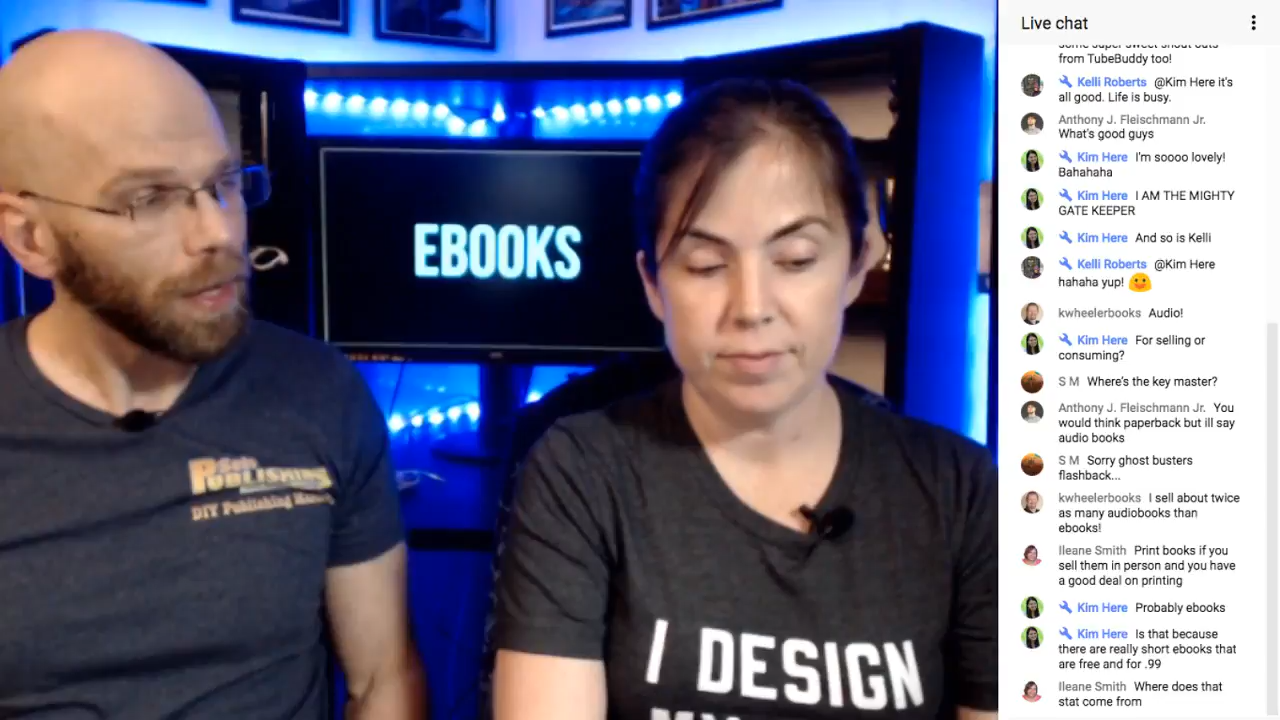 EBOOKS
PUBLISHING
DIY Publishing
I DESIGN
Live chat
some super sweet shout outs
from TubeBuddy too!
Kelli Roberts @Kim Here it's
all good. Life is busy.
Anthony J. Fleischmann Jr.
What's good guys
Kim Here I'm soooo lovely!
Bahahaha
Kim Here I AM THE MIGHTY
GATE KEEPER
Kim Here And so is Kelli
Kelli Roberts @Kim Here
hahaha yup!
kwheelerbooks Audio!
Kim Here For selling or
consuming?
S M Where's the key master?
Anthony J. Fleischmann Jr. You
would think paperback but ill say
audio books
S M Sorry ghost busters
flashback...
kwheelerbooks I sell about twice
as many audiobooks than
ebooks!
Ileane Smith Print books if you
sell them in person and you have
a good deal on printing
Kim Here Probably ebooks
Kim Here Is that because
there are really short ebooks that
are free and for .99
Ileane Smith Where does that
stat come from